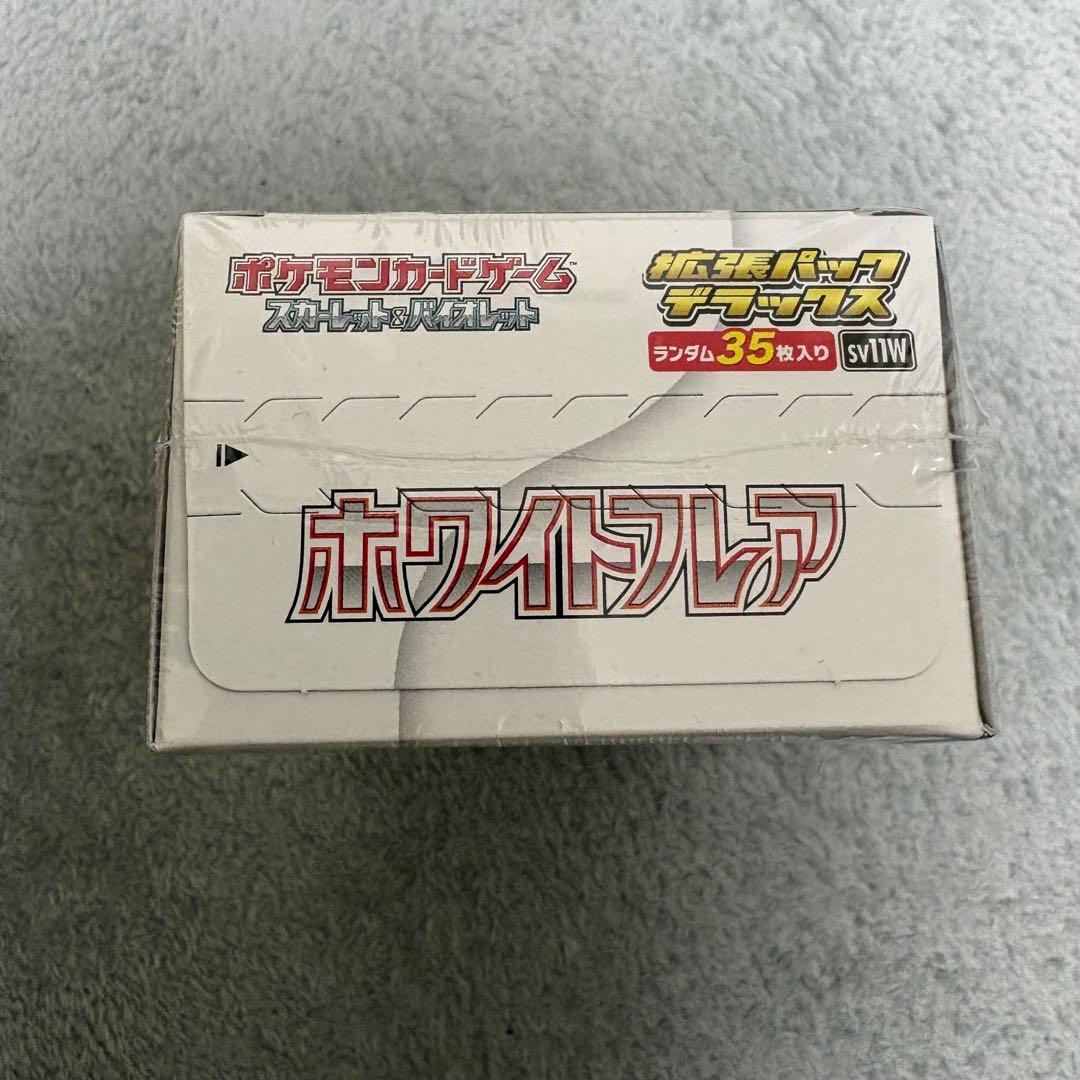 ポケモンカードゲーム™
スカーレット&バイオレット
拡張パック
デラックス
ランダム35枚入り SV11W
ホワイトフレア